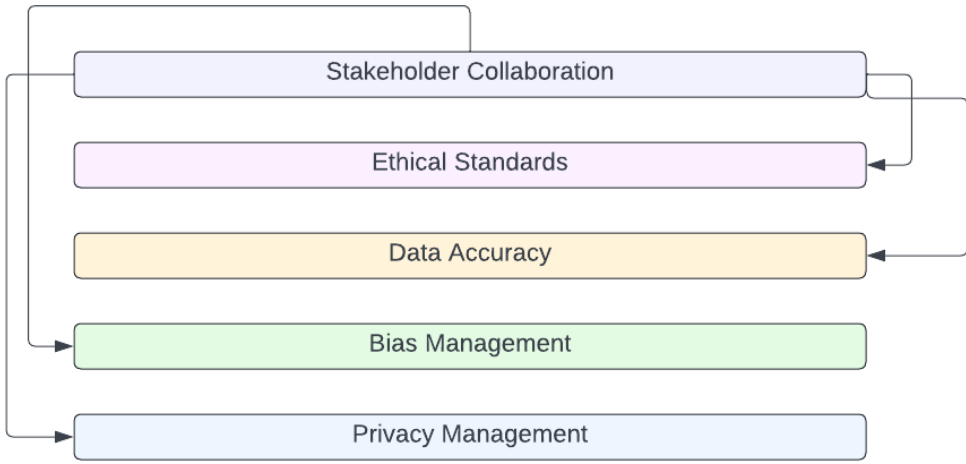 Stakeholder Collaboration
Ethical Standards
Data Accuracy
Bias Management
Privacy Management